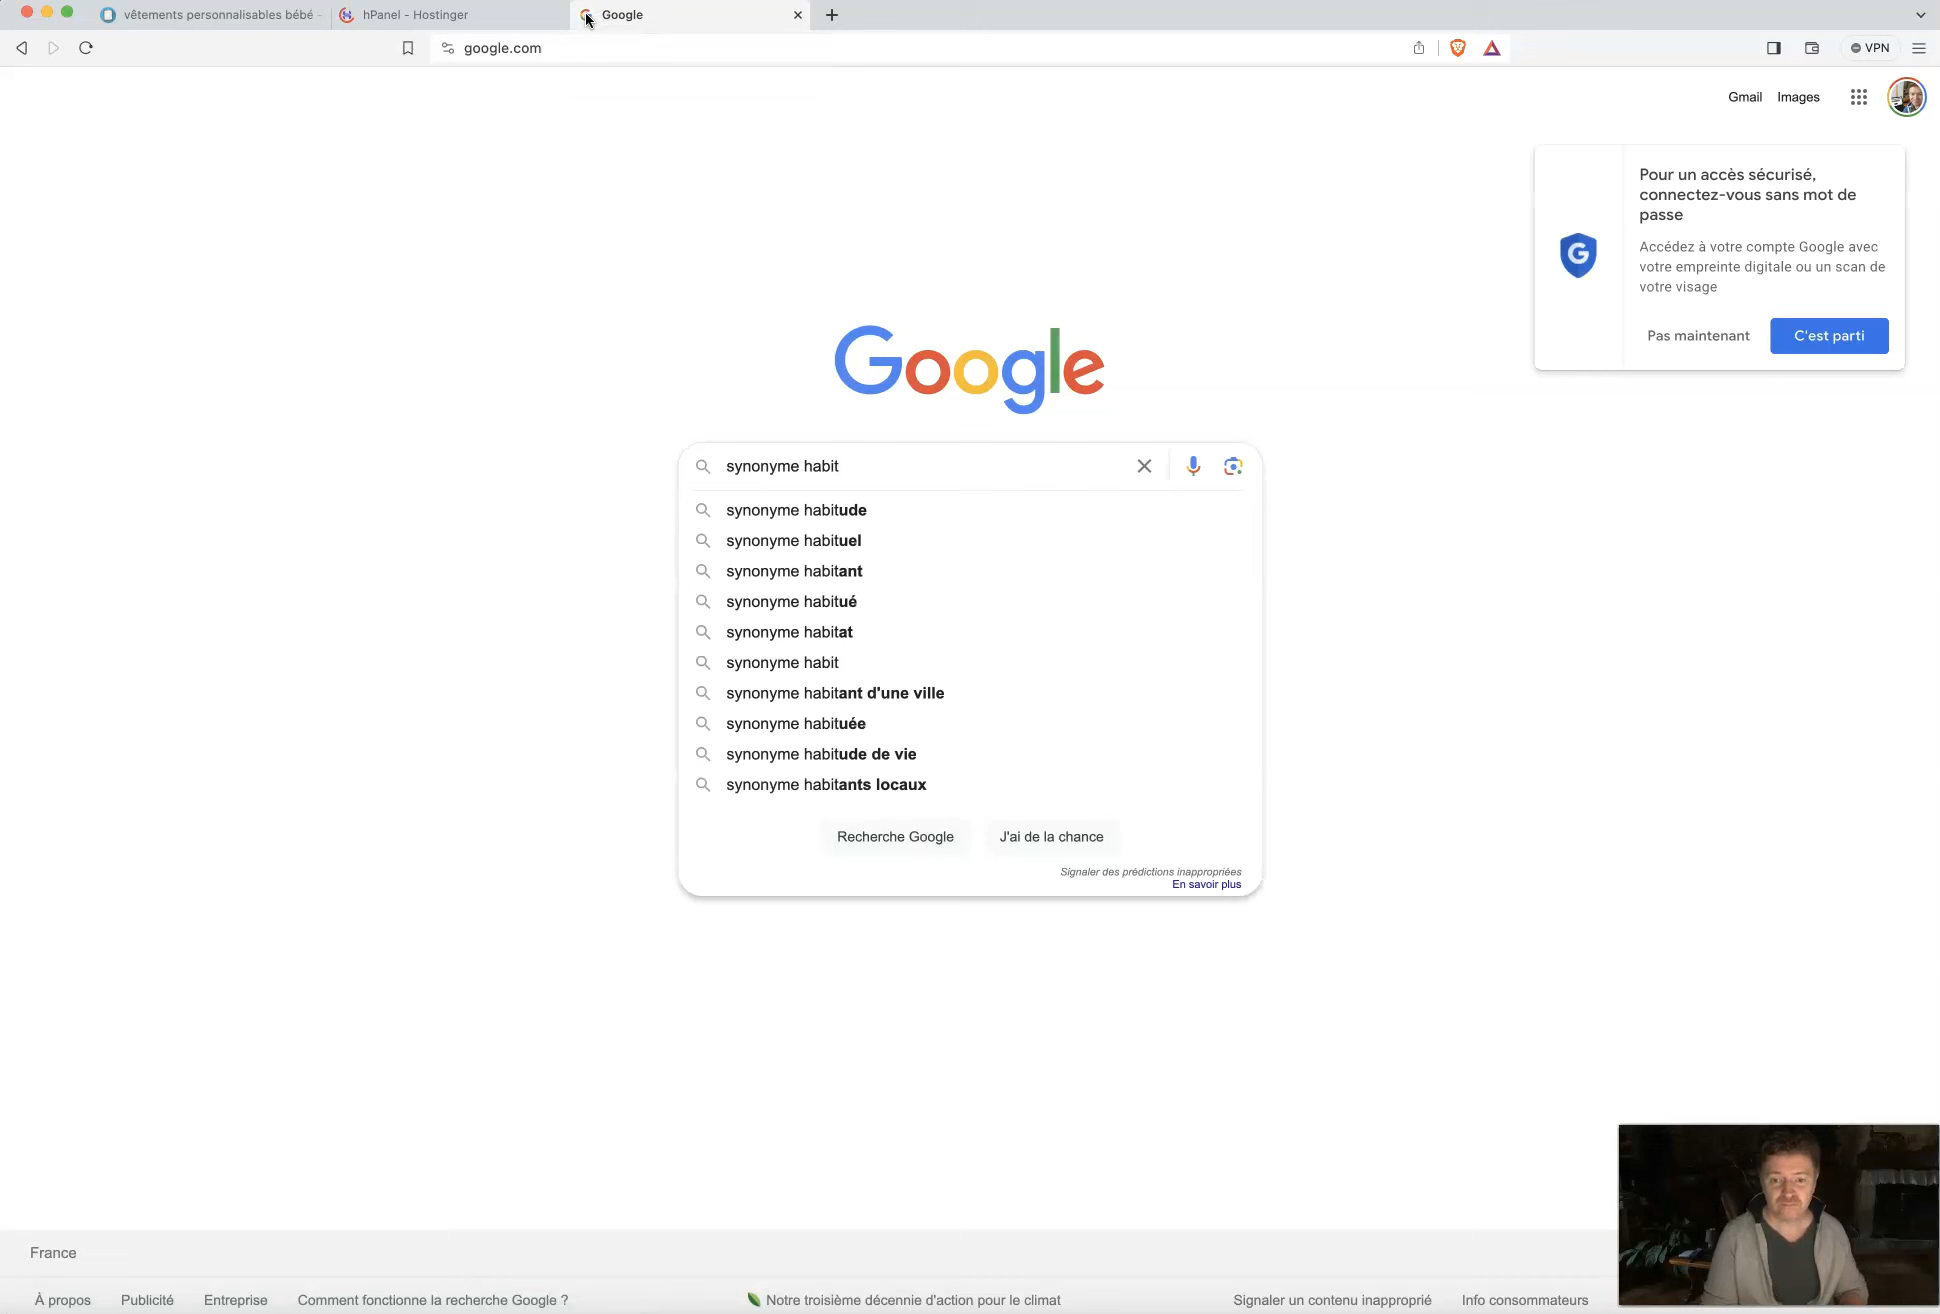 vêtements personnalisables bébé -
hPanel - Hostinger
Google
google.com
VPN
Gmail
Images
Pour un accès sécurisé,
connectez-vous sans mot de
passe
Accédez à votre compte Google avec
votre empreinte digitale ou un scan de
votre visage
Pas maintenant
C'est parti
Google
synonyme habit
synonyme habitude
synonyme habituel
synonyme habitant
synonyme habitué
synonyme habitat
synonyme habit
synonyme habitant d'une ville
synonyme habituée
synonyme habitude de vie
synonyme habitants locaux
Recherche Google
J'ai de la chance
Signaler des prédictions inappropriées
En savoir plus
France
À propos
Publicité
Entreprise
Comment fonctionne la recherche Google ?
Notre troisième décennie d'action pour le climat
Signaler un contenu inapproprié
Info consommateurs